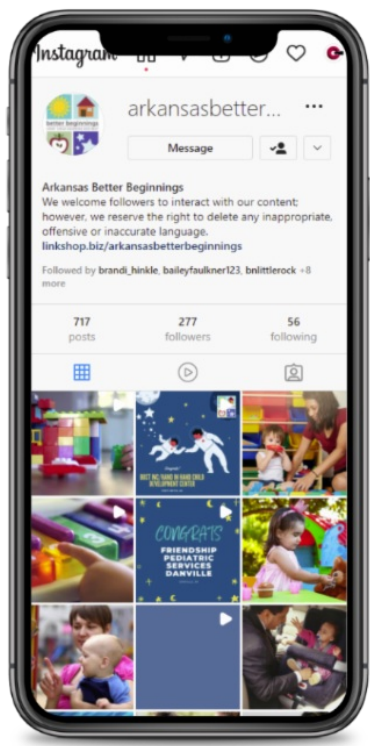 Instagram
arkansasbetter...
better beginnings
Message
Arkansas Better Beginnings
We welcome followers to interact with our content;
however, we reserve the right to delete any inappropriate,
offensive or inaccurate language.
linkshop.biz/arkansasbetterbeginnings
Followed by brandi_hinkle, baileyfaulkner123, bnlittlerock +8
more
717 277 56
posts followers following
DEVELOPMENT CENTER
CONGRATS
FRIENDSHIP
PEDIATRIC
SERVICES
DANVILLE